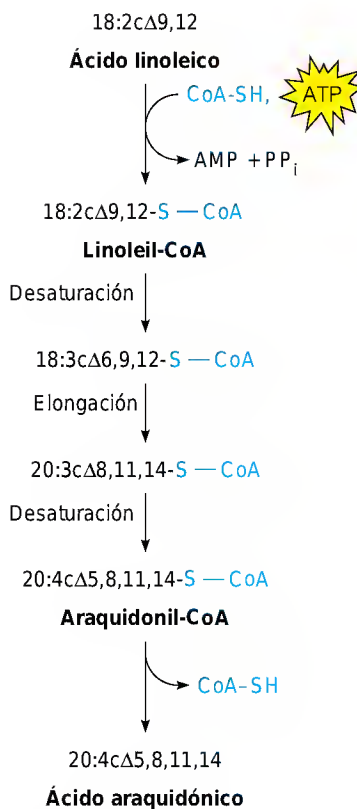 18:2cΔ9,12
Ácido linoleico
CoA-SH, ATP
AMP +PPi
18:2cΔ9,12-S — CoA
Linoleil-CoA
Desaturación
18:3cΔ6,9,12-S — CoA
Elongación
20:3cΔ8,11,14-S — CoA
Desaturación
20:4cΔ5,8,11,14-S — CoA
Araquidonil-CoA
CoA–SH
20:4cΔ5,8,11,14
Ácido araquidónico